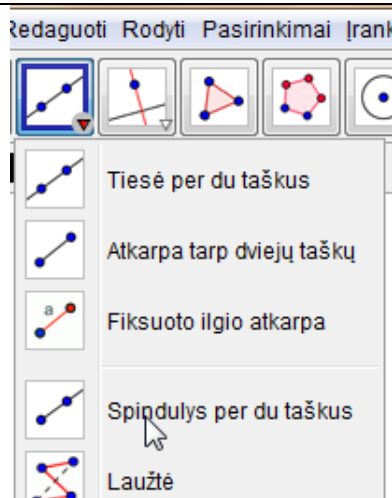 Redaguoti Rodyti Pasirinkimai
Tiesė per du taškus
Atkarpa tarp dviejų taškų
a
Fiksuoto ilgio atkarpa
Spindulys per du taškus
Laužtė